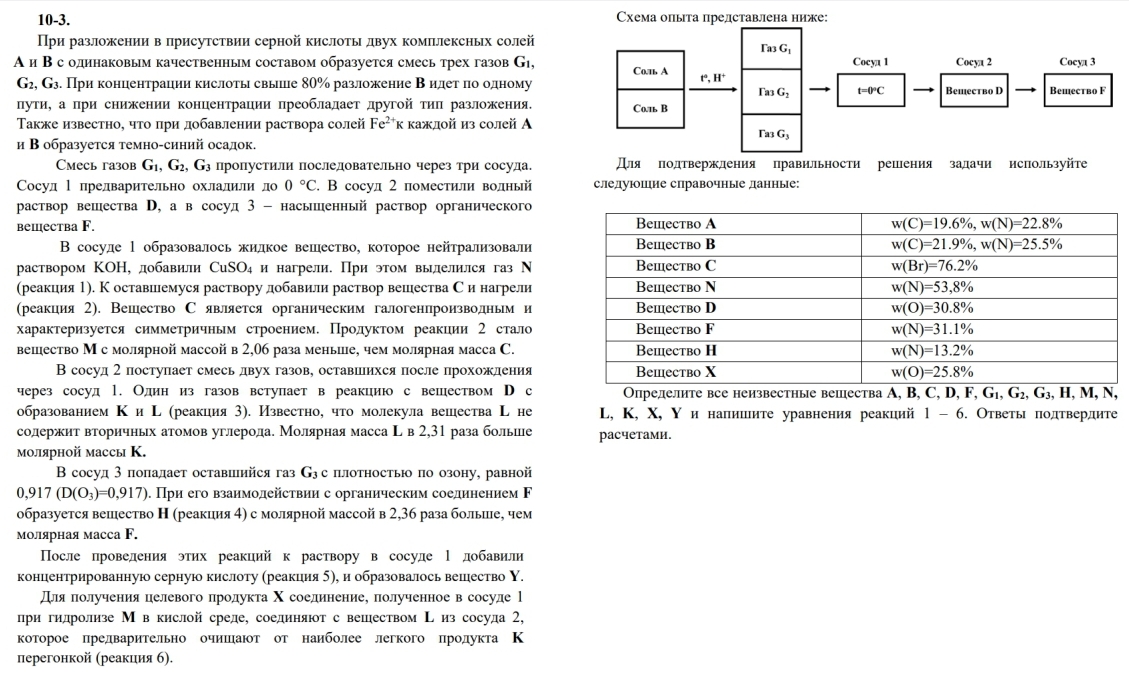 10-3.
При разложении в присутствии серной кислоты двух комплексных солей
А и В с одинаковым качественным составом образуется смесь трех газов G₁,
G₂, G₃. При концентрации кислоты свыше 80% разложение В идет по одному
пути, а при снижении концентрации преобладает другой тип разложения.
Также известно, что при добавлении раствора солей Fe²⁺к каждой из солей А
и В образуется темно-синий осадок.
Смесь газов G₁, G₂, G₃ пропустили последовательно через три сосуда.
Сосуд 1 предварительно охладили до 0 °C. В сосуд 2 поместили водный
раствор вещества D, а в сосуд 3 – насыщенный раствор органического
вещества F.
В сосуде 1 образовалось жидкое вещество, которое нейтрализовали
раствором KOH, добавили CuSO₄ и нагрели. При этом выделился газ N
(реакция 1). К оставшемуся раствору добавили раствор вещества С и нагрели
(реакция 2). Вещество С является органическим галогенпроизводным и
характеризуется симметричным строением. Продуктом реакции 2 стало
вещество М с молярной массой в 2,06 раза меньше, чем молярная масса С.
В сосуд 2 поступает смесь двух газов, оставшихся после прохождения
через сосуд 1. Один из газов вступает в реакцию с веществом D с
образованием K и L (реакция 3). Известно, что молекула вещества L не
содержит вторичных атомов углерода. Молярная масса L в 2,31 раза больше
молярной массы K.
В сосуд 3 попадает оставшийся газ G₃ с плотностью по озону, равной
0,917 (D(O₃)=0,917). При его взаимодействии с органическим соединением F
образуется вещество H (реакция 4) с молярной массой в 2,36 раза больше, чем
молярная масса F.
После проведения этих реакций к раствору в сосуде 1 добавили
концентрированную серную кислоту (реакция 5), и образовалось вещество Y.
Для получения целевого продукта X соединение, полученное в сосуде 1
при гидролизе М в кислой среде, соединяют с веществом L из сосуда 2,
которое предварительно очищают от наиболее легкого продукта K
перегонкой (реакция 6).
Схема опыта представлена ниже:
Соль А
Соль В
t°, H⁺
Газ G₁
Газ G₂
Газ G₃
Сосуд 1
t=0°C
Сосуд 2
Вещество D
Сосуд 3
Вещество F
Для подтверждения правильности решения задачи используйте
следующие справочные данные:
Вещество А w(C)=19.6%, w(N)=22.8%
Вещество В w(C)=21.9%, w(N)=25.5%
Вещество С w(Br)=76.2%
Вещество N w(N)=53,8%
Вещество D w(O)=30.8%
Вещество F w(N)=31.1%
Вещество H w(N)=13.2%
Вещество X w(O)=25.8%
Определите все неизвестные вещества A, B, C, D, F, G₁, G₂, G₃, H, M, N,
L, K, X, Y и напишите уравнения реакций 1 – 6. Ответы подтвердите
расчетами.